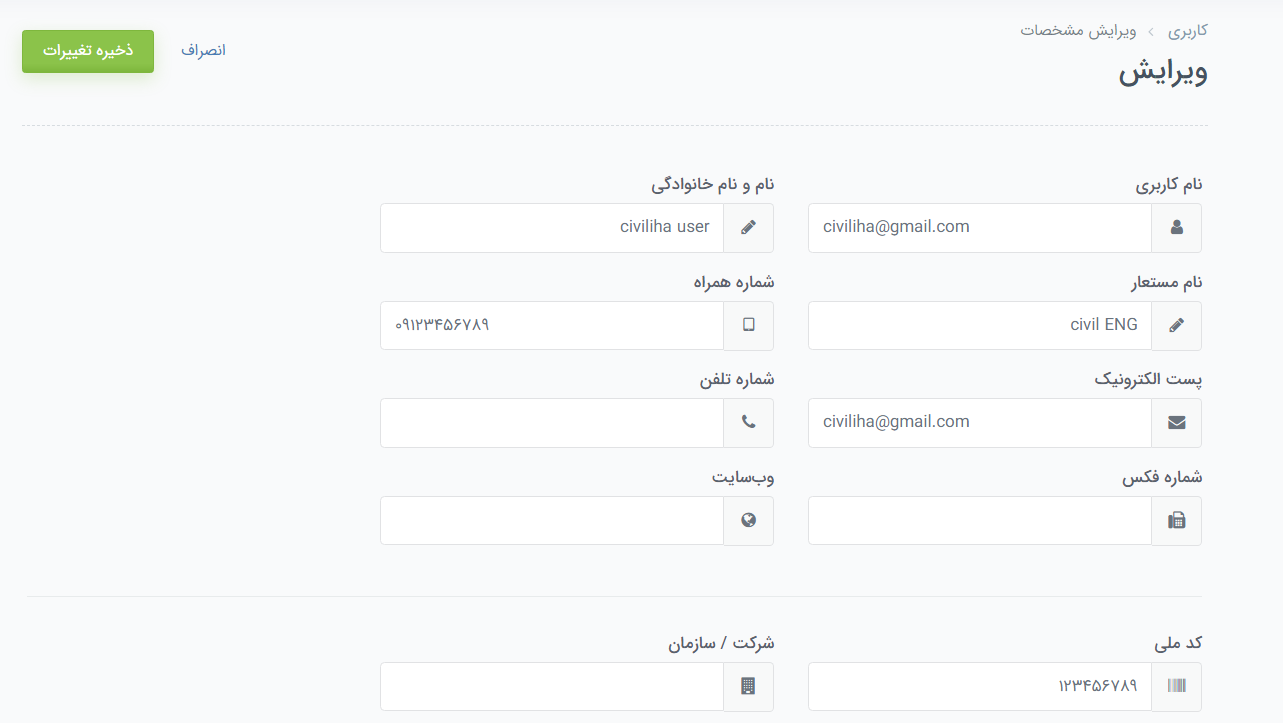 کاربری › ویرایش مشخصات
ویرایش
انصراف
ذخیره تغییرات
نام کاربری
civiliha@gmail.com
نام و نام خانوادگی
civiliha user
نام مستعار
civil ENG
شماره همراه
۰۹۱۲۳۴۵۶۷۸۹
پست الکترونیک
civiliha@gmail.com
شماره تلفن
شماره فکس
وب‌سایت
کد ملی
۱۲۳۴۵۶۷۸۹
شرکت / سازمان